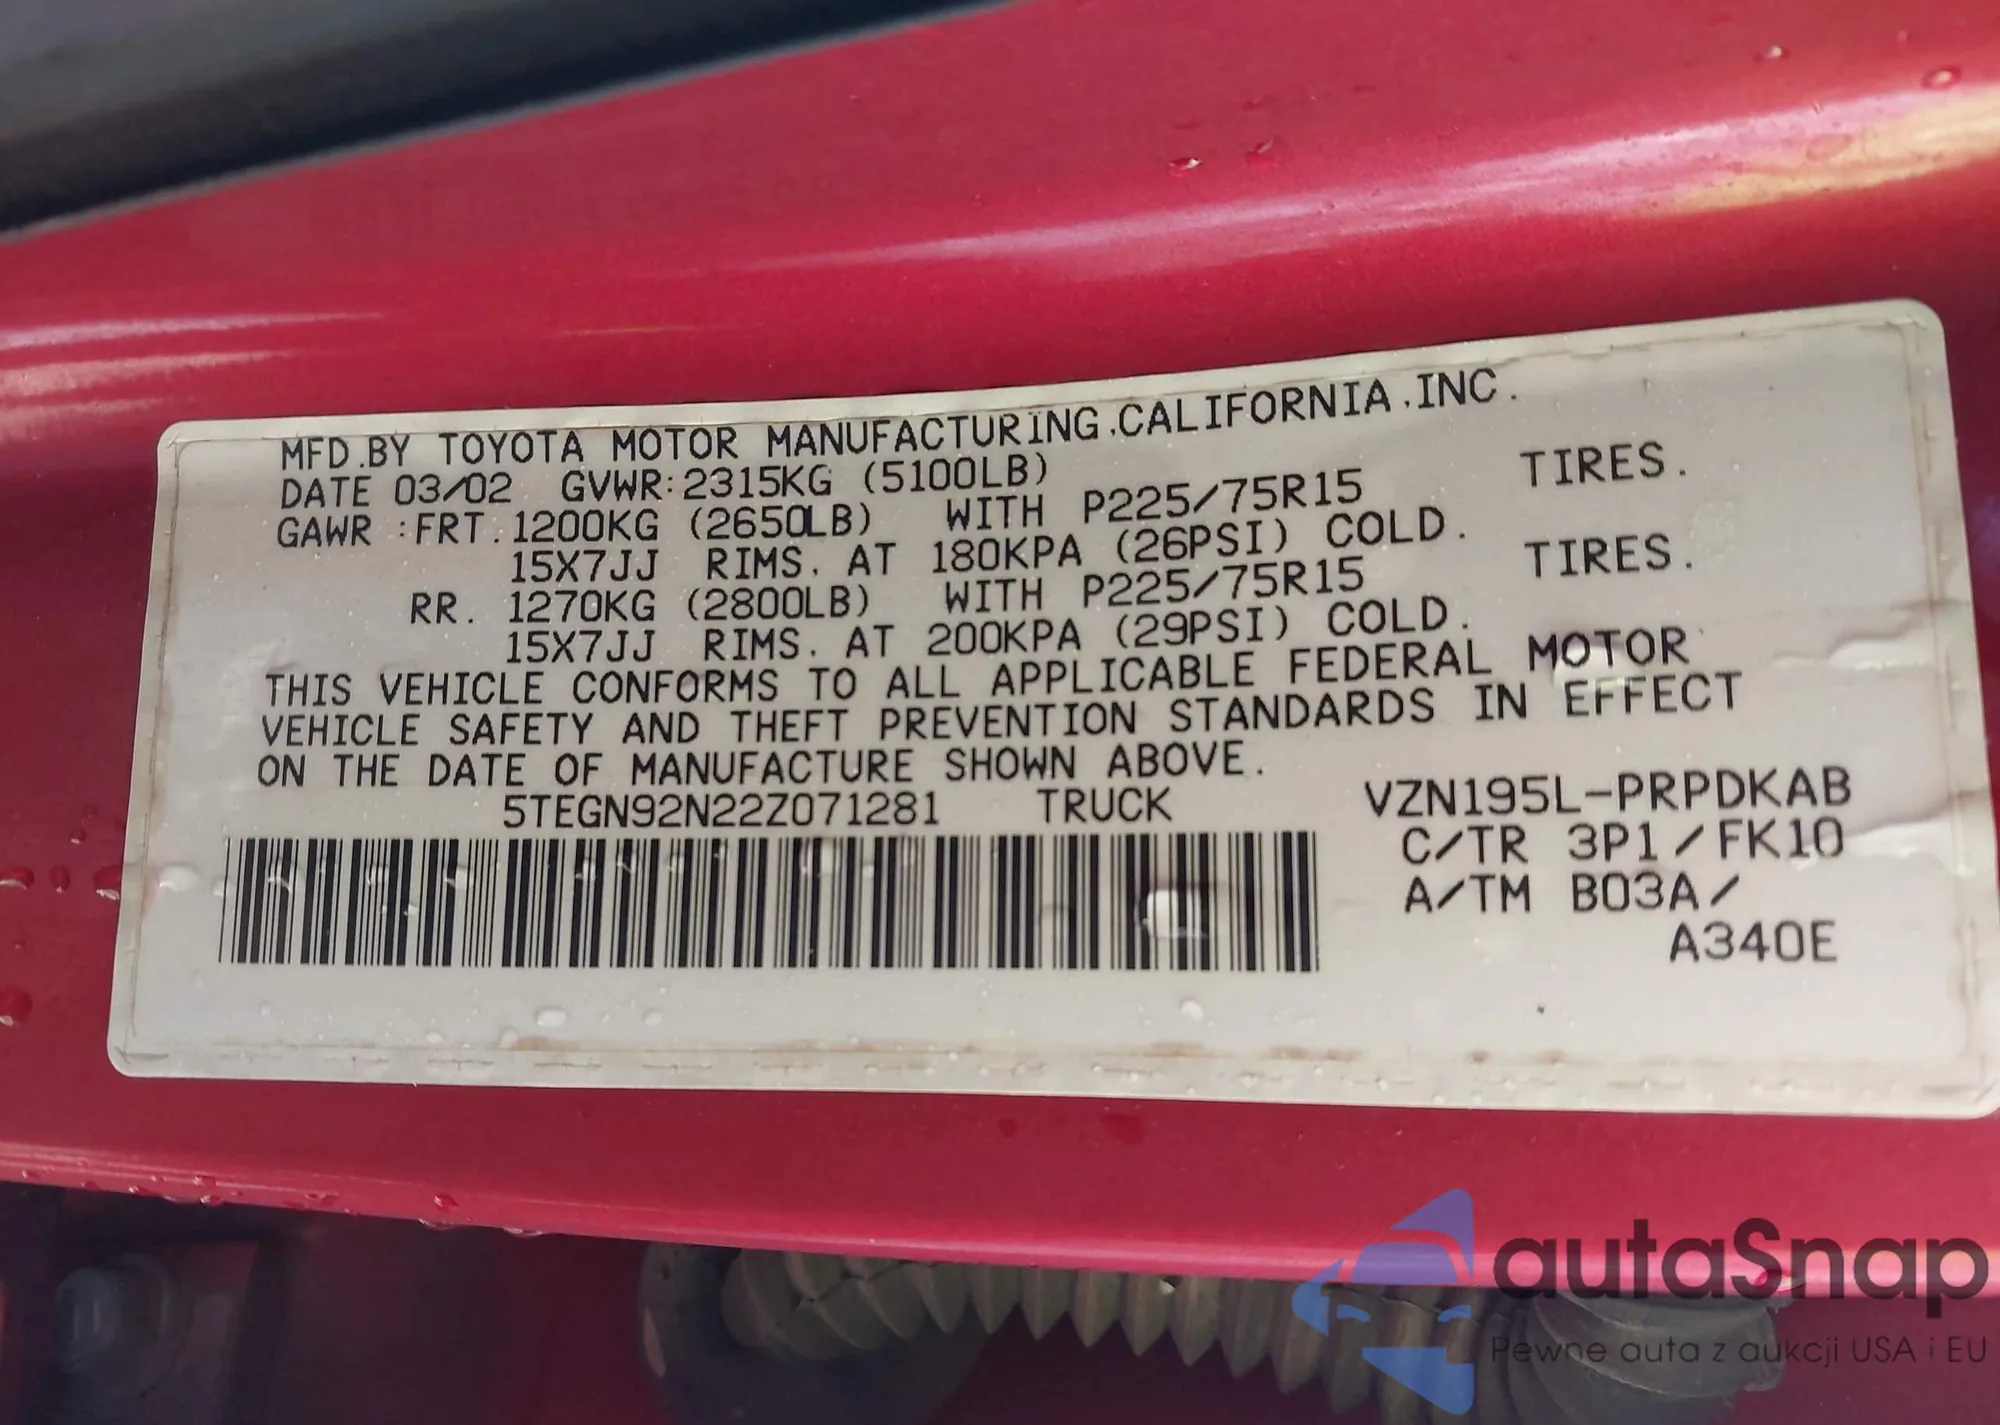 MFD.BY TOYOTA MOTOR MANUFACTURING,CALIFORNIA,INC.
DATE 03/02 GVWR:2315KG (5100LB)
GAWR :FRT. 1200KG (2650LB) WITH P225/75R15 TIRES.
15X7JJ RIMS. AT 180KPA (26PSI) COLD.
RR. 1270KG (2800LB) WITH P225/75R15 TIRES.
15X7JJ RIMS. AT 200KPA (29PSI) COLD.
THIS VEHICLE CONFORMS TO ALL APPLICABLE FEDERAL MOTOR
VEHICLE SAFETY AND THEFT PREVENTION STANDARDS IN EFFECT
ON THE DATE OF MANUFACTURE SHOWN ABOVE.
5TEGN92N22Z071281 TRUCK VZN195L-PRPDKAB
C/TR 3P1/FK10
A/TM B03A/
A340E
autaSnap
Pewne auta z aukcji USA i EU